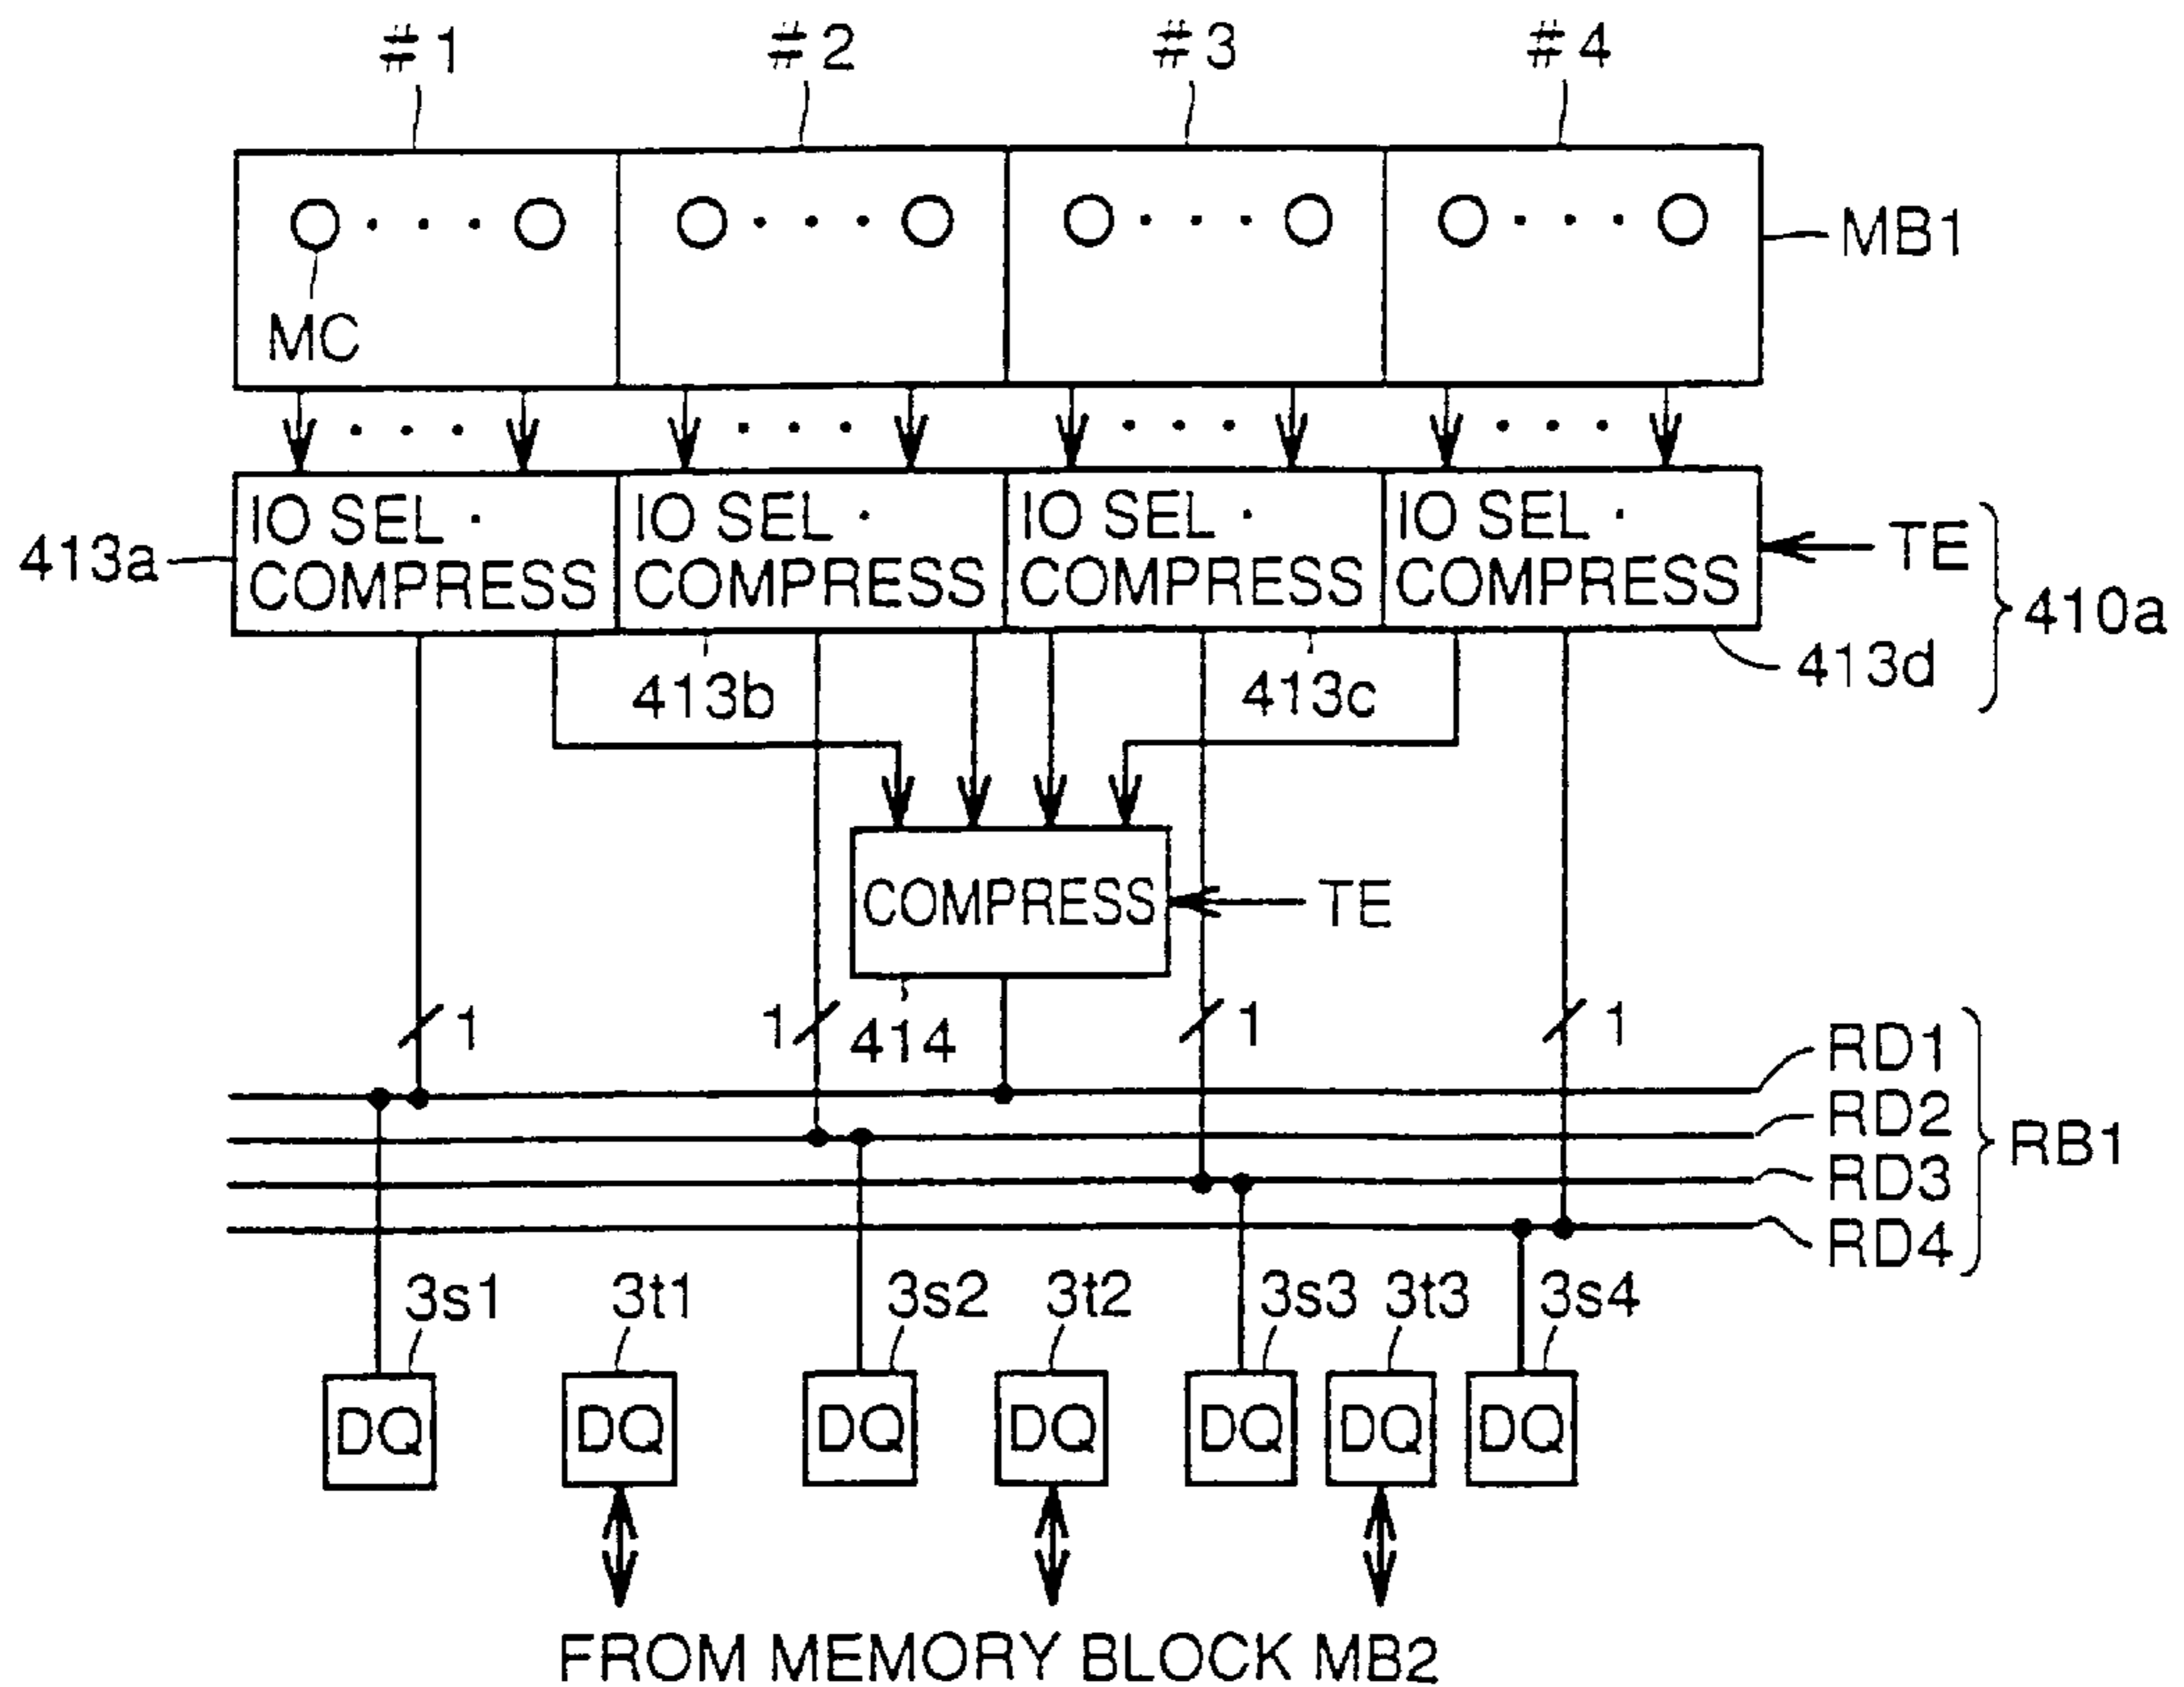 #1 #2 #3 #4
MB1
MC
IO SEL · COMPRESS
IO SEL · COMPRESS
IO SEL · COMPRESS
IO SEL · COMPRESS
TE
413a
410a
413b
413c
413d
COMPRESS
TE
1
1
414
1
1
RD1
RD2
RD3
RD4
RB1
3s1 3t1 3s2 3t2 3s3 3t3 3s4
DQ DQ DQ DQ DQ DQ DQ
FROM MEMORY BLOCK MB2